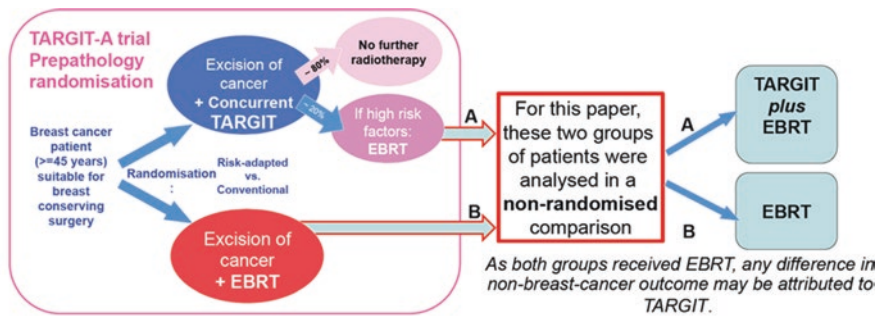 TARGIT-A trial
Prepathology
randomisation
Breast cancer
patient
(>=45 years)
suitable for
breast
conserving
surgery
Randomisation
:
Risk-adapted
vs.
Conventional
Excision of
cancer
+ Concurrent
TARGIT
~ 80%
No further
radiotherapy
~ 20%
If high risk
factors:
EBRT
Excision of
cancer
+ EBRT
A
B
For this paper,
these two groups
of patients were
analysed in a
non-randomised
comparison
A
B
TARGIT
plus
EBRT
EBRT
As both groups received EBRT, any difference in
non-breast-cancer outcome may be attributed to
TARGIT.